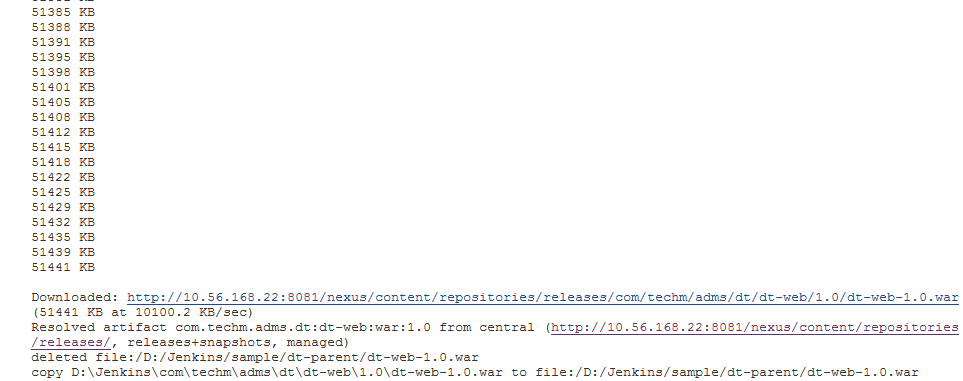 51385 KB
51388 KB
51391 KB
51395 KB
51398 KB
51401 KB
51405 KB
51408 KB
51412 KB
51415 KB
51418 KB
51422 KB
51425 KB
51429 KB
51432 KB
51435 KB
51439 KB
51441 KB
Downloaded: http://10.56.168.22:8081/nexus/content/repositories/releases/com/techm/adms/dt/dt-web/1.0/dt-web-1.0.war
(51441 KB at 10100.2 KB/sec)
Resolved artifact com.techm.adms.dt:dt-web:war:1.0 from central (http://10.56.168.22:8081/nexus/content/repositories
/releases/, releases+snapshots, managed)
deleted file:/D:/Jenkins/sample/dt-parent/dt-web-1.0.war
copy D:\Jenkins\com\techm\adms\dt\dt-web\1.0\dt-web-1.0.war to file:/D:/Jenkins/sample/dt-parent/dt-web-1.0.war